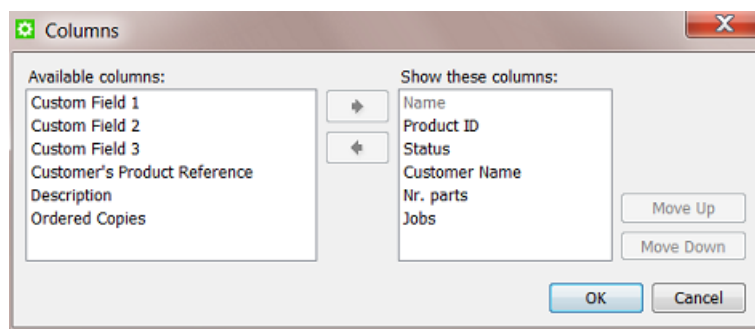 Columns
Available columns:
Custom Field 1
Custom Field 2
Custom Field 3
Customer's Product Reference
Description
Ordered Copies
Show these columns:
Name
Product ID
Status
Customer Name
Nr. parts
Jobs
Move Up
Move Down
OK
Cancel